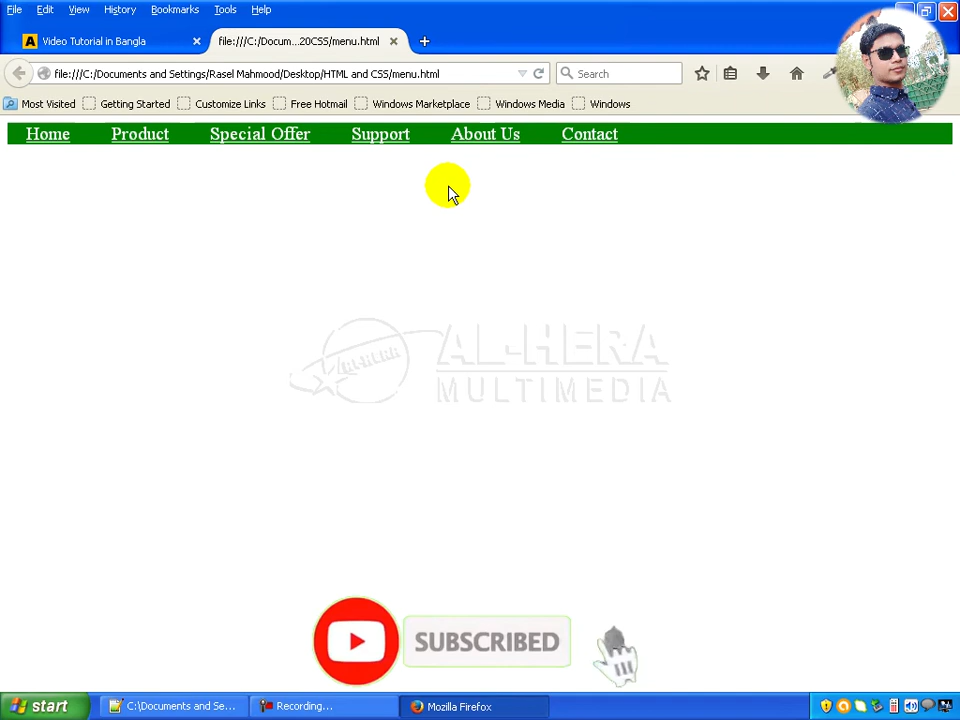 File Edit View History Bookmarks Tools Help
Video Tutorial in Bangla
file:///C:/Docum...20CSS/menu.html
file:///C:/Documents and Settings/Rasel Mahmood/Desktop/HTML and CSS/menu.html
Search
Most Visited Getting Started Customize Links Free Hotmail Windows Marketplace Windows Media Windows
Home Product Special Offer Support About Us Contact
AL-HERA
AL-HERA
MULTIMEDIA
SUBSCRIBED
start C:\Documents and Se... Recording... Mozilla Firefox